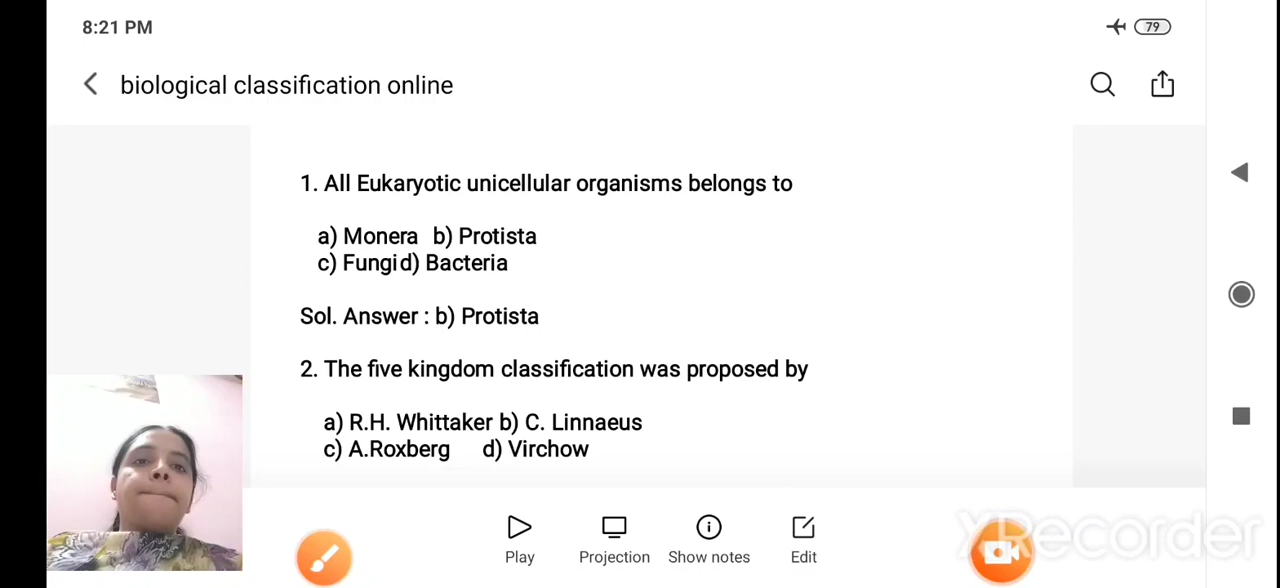 8:21 PM
79
biological classification online
1. All Eukaryotic unicellular organisms belongs to
a) Monera b) Protista
c) Fungid) Bacteria
Sol. Answer : b) Protista
2. The five kingdom classification was proposed by
a) R.H. Whittaker b) C. Linnaeus
c) A.Roxberg d) Virchow
Play Projection Show notes Edit
XRecorder